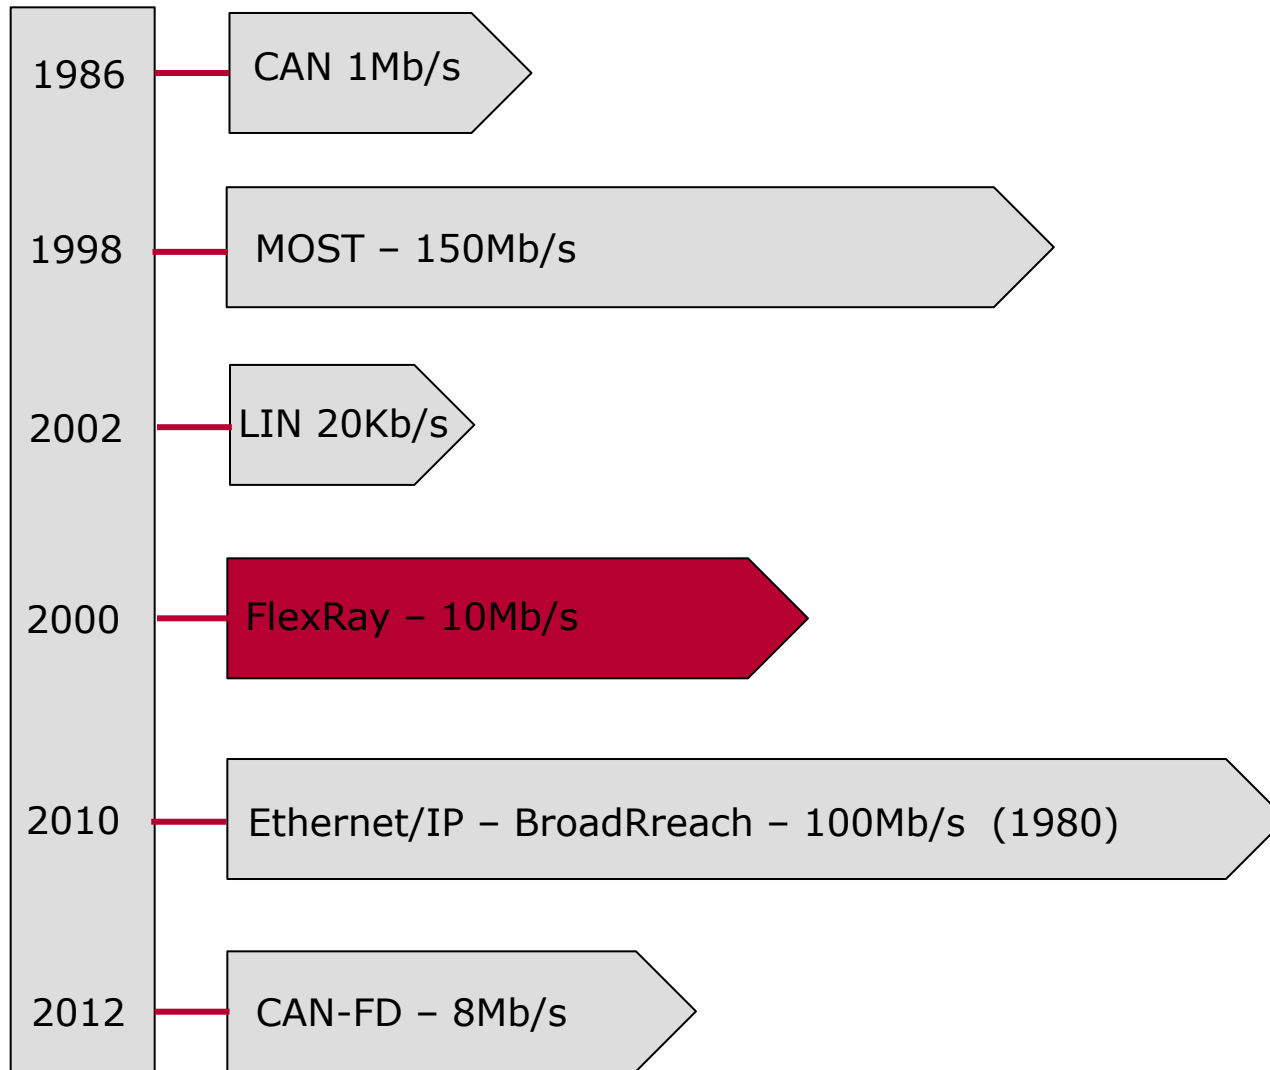 1986
CAN 1Mb/s
1998
MOST – 150Mb/s
2002
LIN 20Kb/s
2000
FlexRay – 10Mb/s
2010
Ethernet/IP – BroadRreach – 100Mb/s (1980)
2012
CAN-FD – 8Mb/s